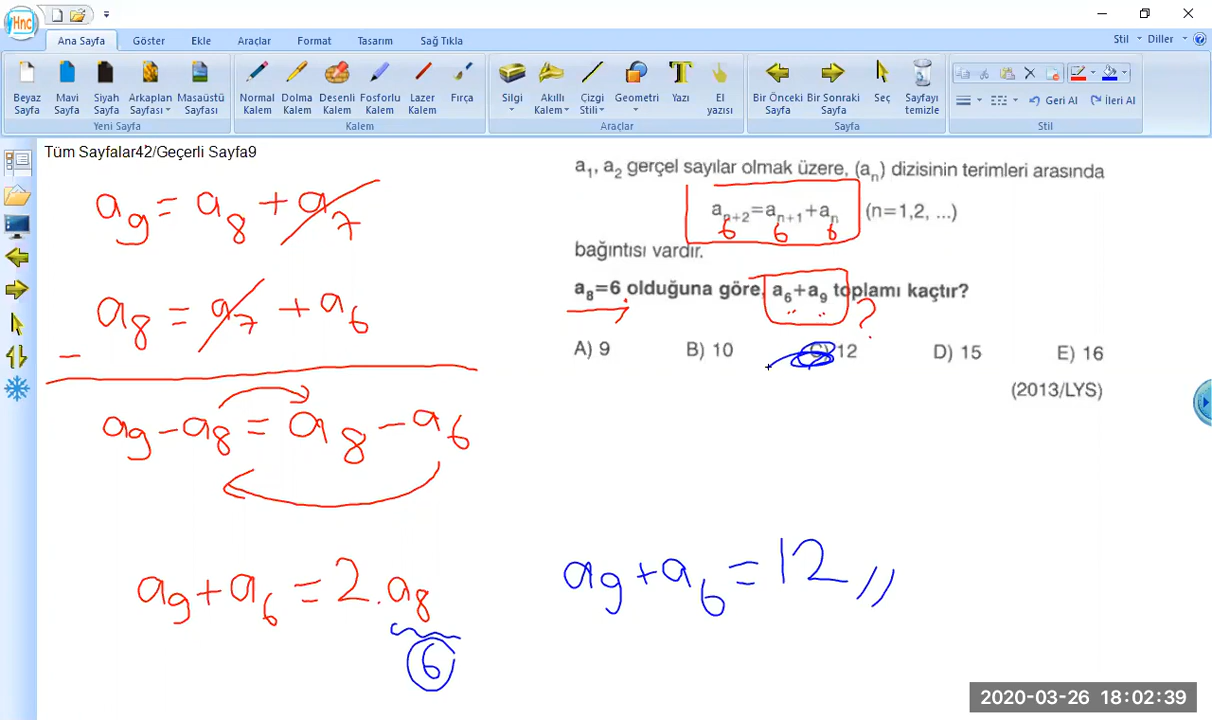 Hnc
Ana Sayfa Göster Ekle Araçlar Format Tasarım Sağ Tıkla
Stil Diller
Beyaz Sayfa
Mavi Sayfa
Siyah Sayfa
Arkaplan Sayfası
Masaüstü Sayfası
Yeni Sayfa
Normal Kalem
Dolma Kalem
Desenli Kalem
Fosforlu Kalem
Lazer Kalem
Fırça
Kalem
Silgi
Akıllı Kalem
Çizgi Stili
Geometri
Yazı
El yazısı
Araçlar
Bir Önceki Sayfa
Bir Sonraki Sayfa
Seç
Sayfayı temizle
Sayfa
Geri Al İleri Al
Stil
Tüm Sayfalar42/Geçerli Sayfa9
a9 = a8 + a7
a8 = a7 + a6
−
a9 − a8 = a8 − a6
a9 + a6 = 2 . a8
6
a1, a2 gerçel sayılar olmak üzere, (an) dizisinin terimleri arasında
an+2=an+1+an (n=1,2, ...)
6 6 6
bağıntısı vardır.
a8=6 olduğuna göre, a6+a9 toplamı kaçtır?
?
A) 9 B) 10 C) 12 D) 15 E) 16
(2013/LYS)
a9 + a6 = 12 //
2020-03-26 18:02:39